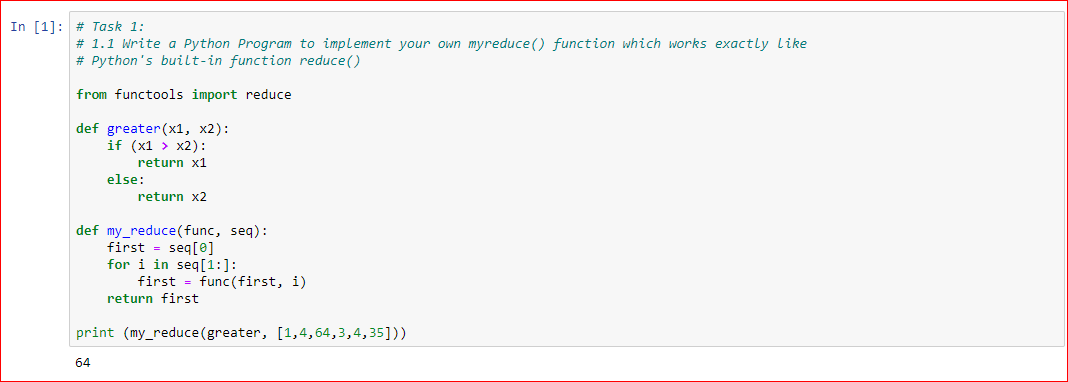 In [1]: # Task 1:
# 1.1 Write a Python Program to implement your own myreduce() function which works exactly like
# Python's built-in function reduce()
from functools import reduce
def greater(x1, x2):
if (x1 > x2):
return x1
else:
return x2
def my_reduce(func, seq):
first = seq[0]
for i in seq[1:]:
first = func(first, i)
return first
print (my_reduce(greater, [1,4,64,3,4,35]))
64